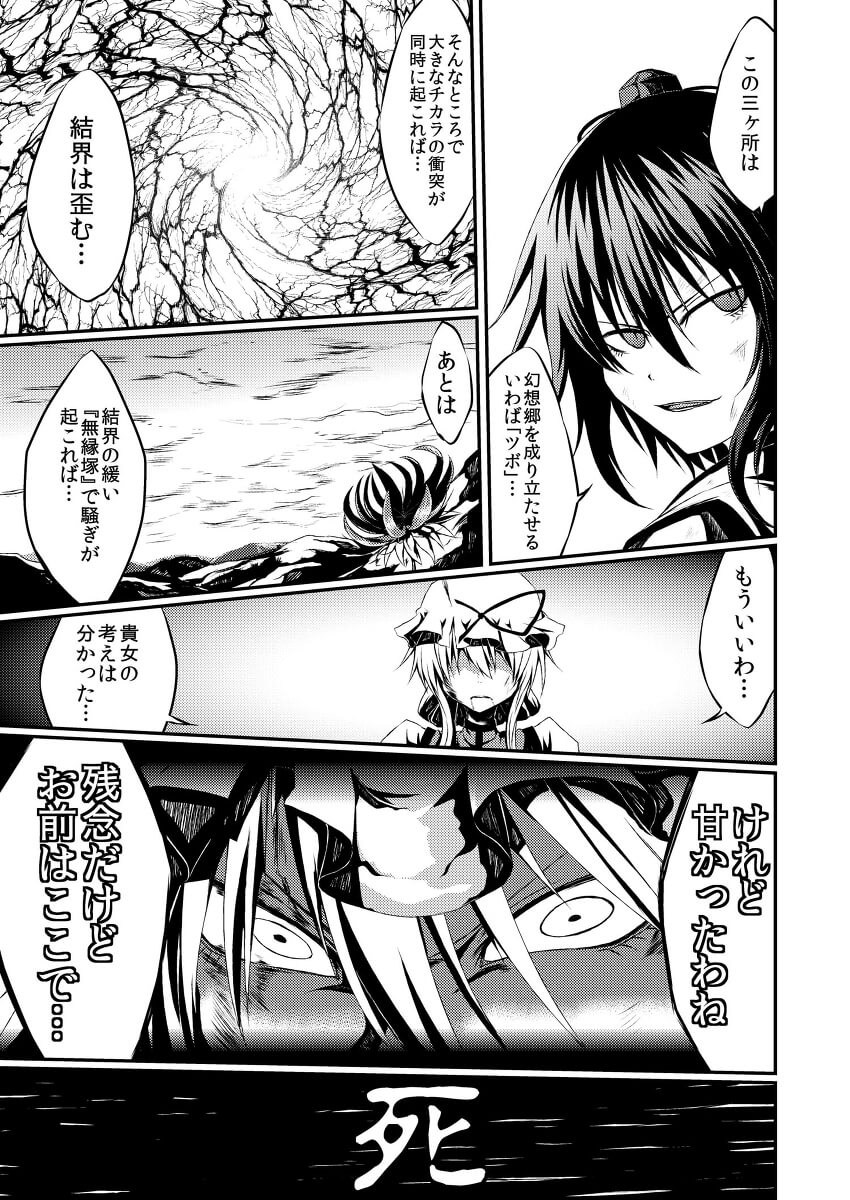 この三ヶ所は
幻想郷を成り立たせる
いわば「ツボ」…
そんなところで
大きなチカラの衝突が
同時に起これば…
結界は歪む…
あとは
結界の緩い
『無縁塚』で騒ぎが
起これば…
もういいわ…
貴女の
考えは
分かった…
けれど
甘かったわね
残念だけど
お前はここで…
死